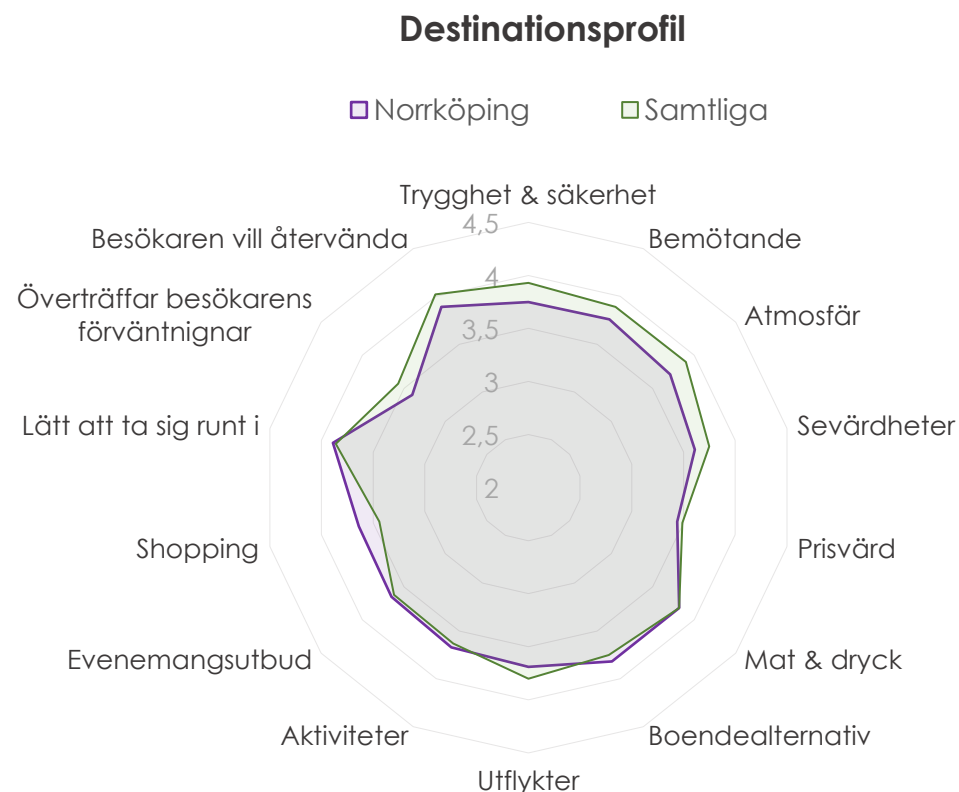 Destinationsprofil
Norrköping
Samtliga
Trygghet & säkerhet
4,5
Besökaren vill återvända
Bemötande
4
Överträffar besökarens
förväntnignar
Atmosfär
3,5
3
Lätt att ta sig runt i
2,5
Sevärdheter
2
Shopping
Prisvärd
Evenemangsutbud
Mat & dryck
Aktiviteter
Boendealternativ
Utflykter